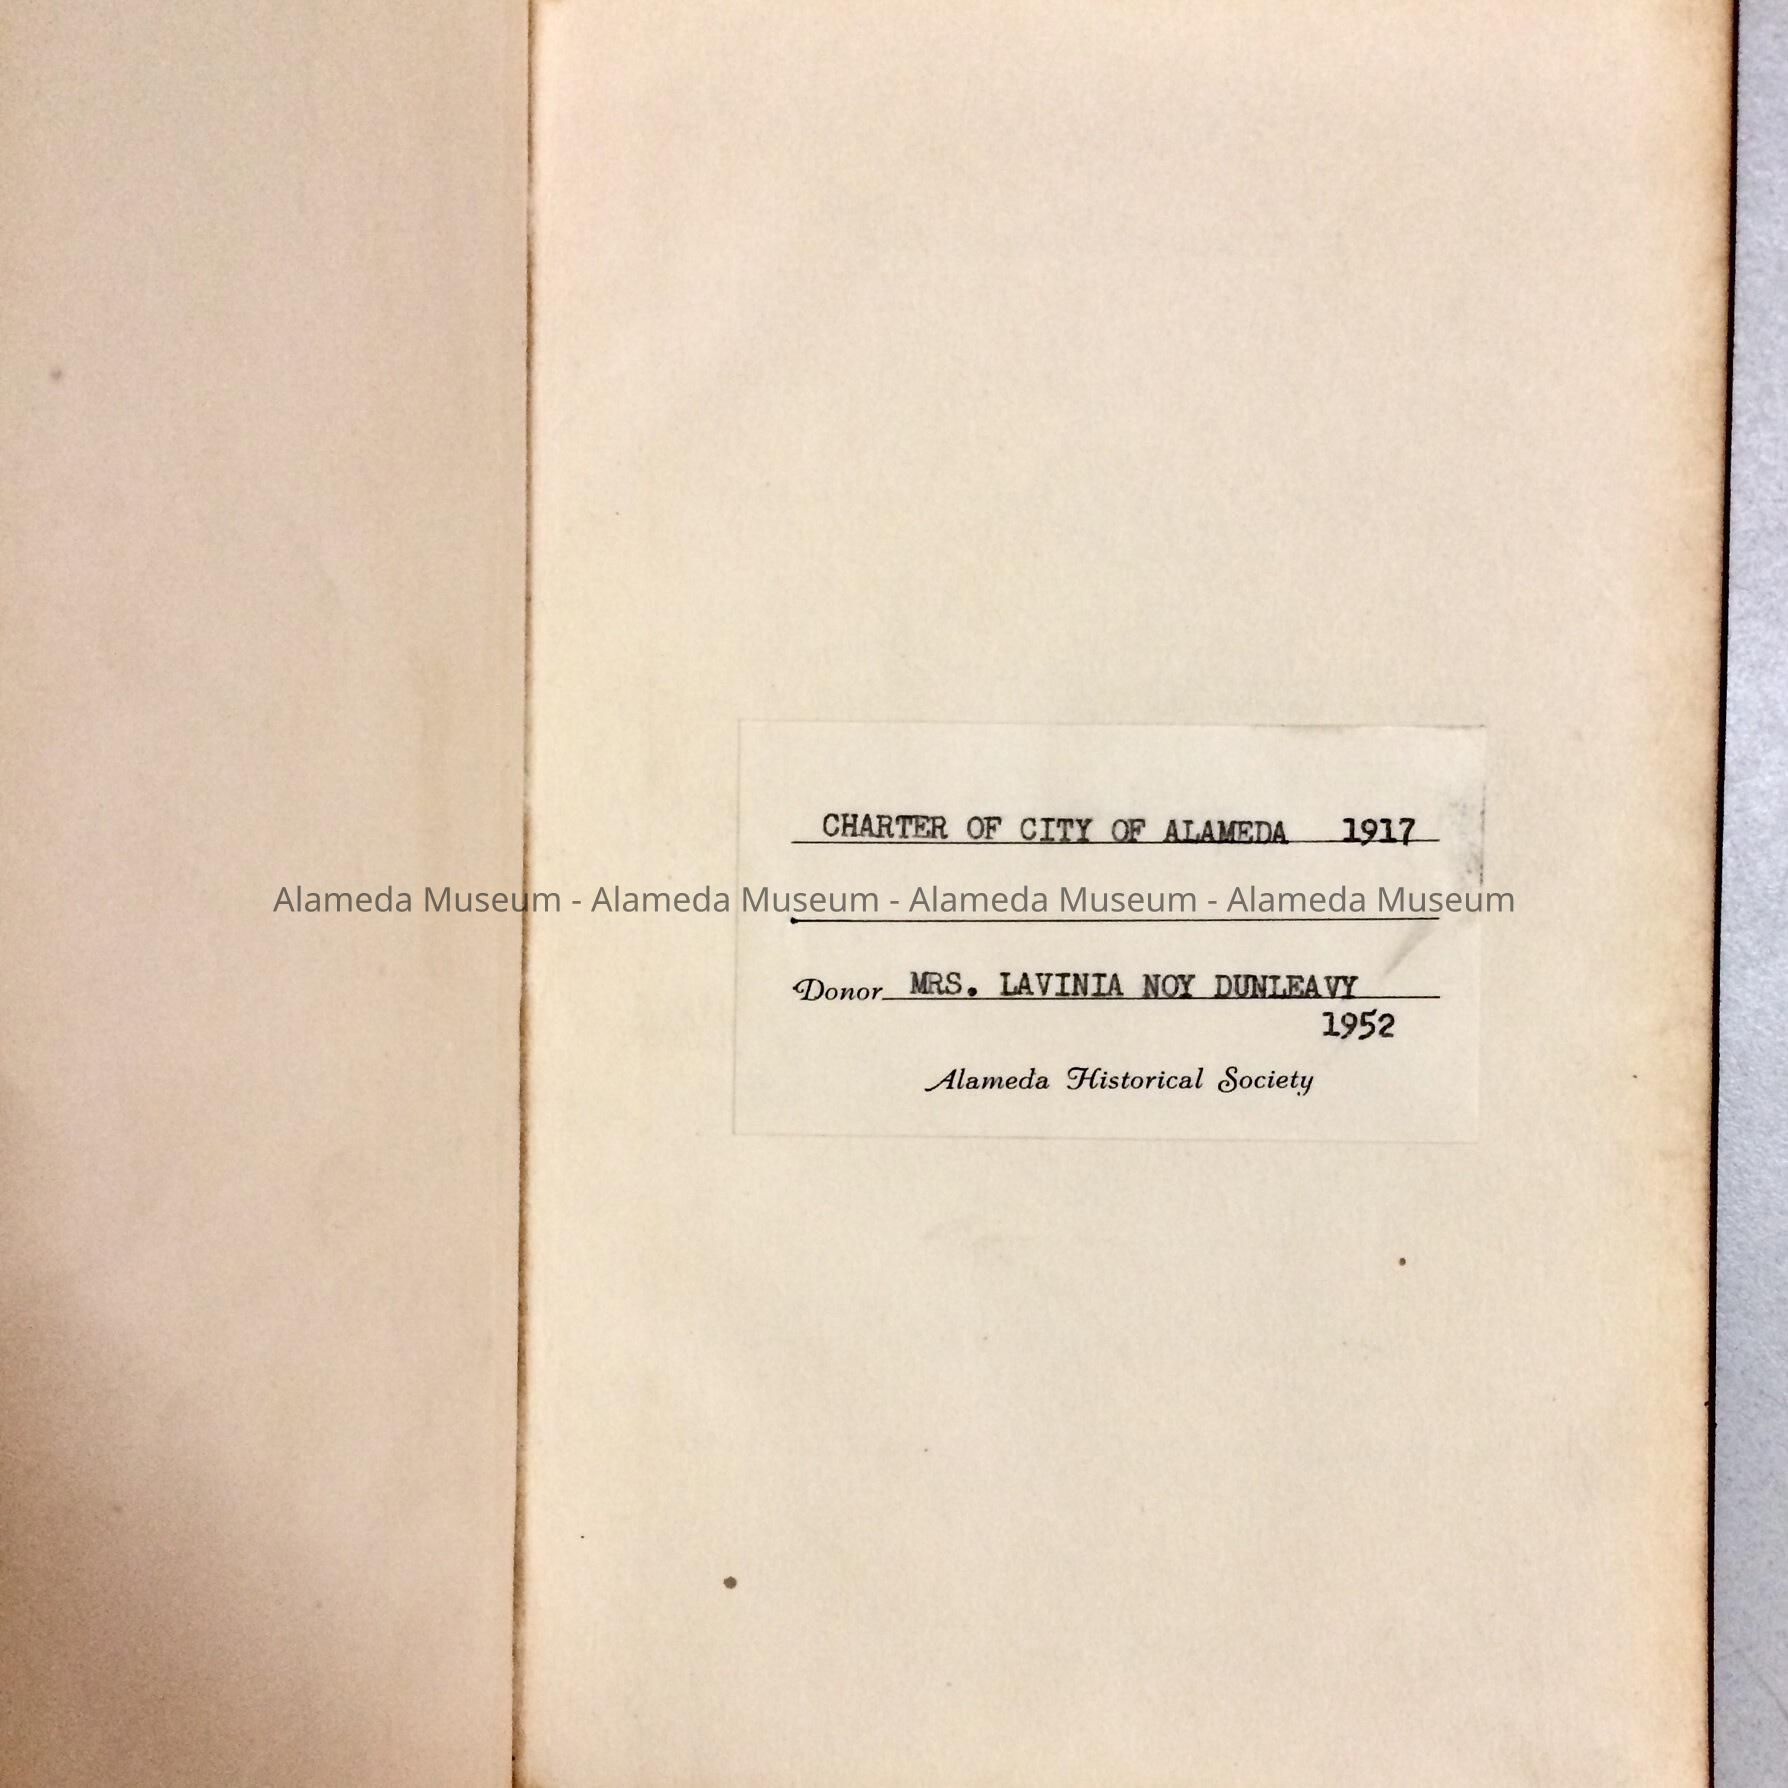 CHARTER OF CITY OF ALAMEDA 1917
Alameda Museum - Alameda Museum - Alameda Museum - Alameda Museum
Donor MRS. LAVINIA NOY DUNLEAVY
1952
Alameda Historical Society